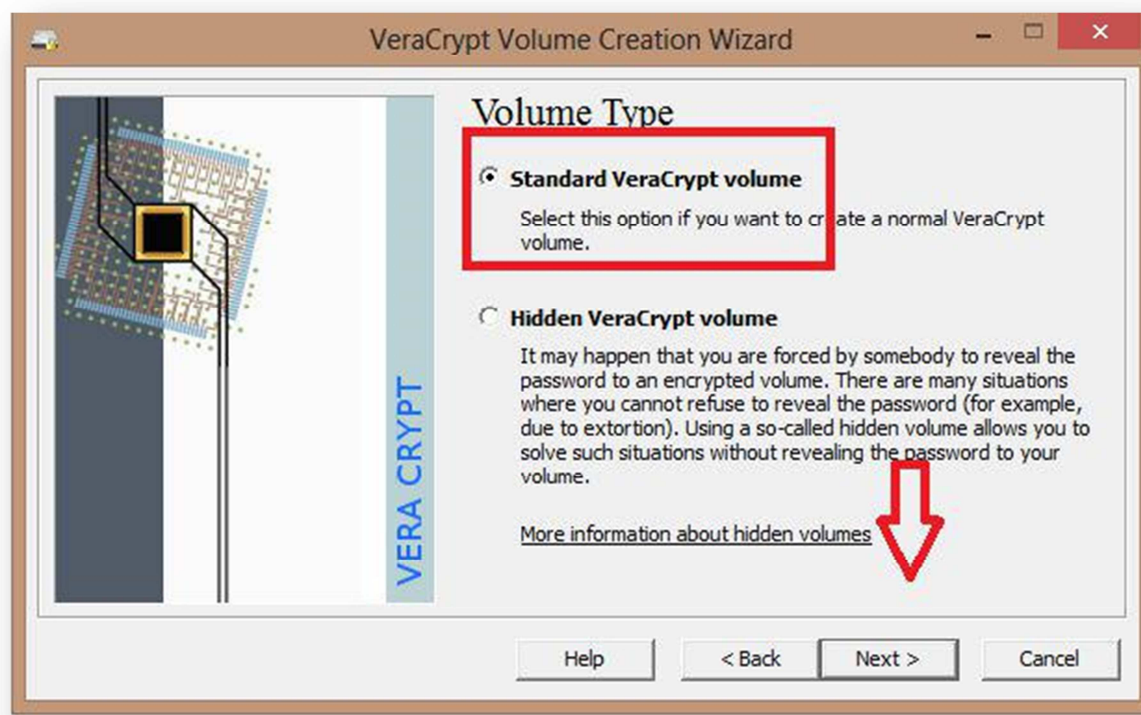 VeraCrypt Volume Creation Wizard
Volume Type
Standard VeraCrypt volume
Select this option if you want to create a normal VeraCrypt
volume.
Hidden VeraCrypt volume
It may happen that you are forced by somebody to reveal the
password to an encrypted volume. There are many situations
where you cannot refuse to reveal the password (for example,
due to extortion). Using a so-called hidden volume allows you to
solve such situations without revealing the password to your
volume.
More information about hidden volumes
VERA CRYPT
Help
< Back
Next >
Cancel